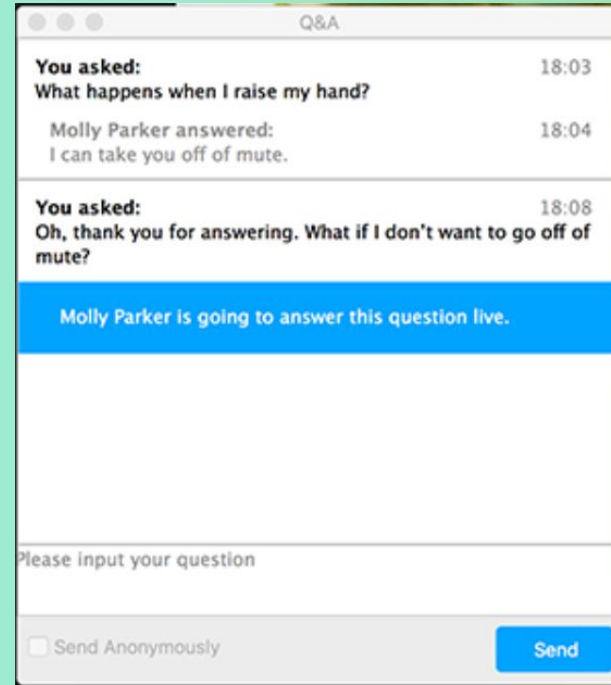 Q&A
You asked: 18:03
What happens when I raise my hand?
Molly Parker answered: 18:04
I can take you off of mute.
You asked: 18:08
Oh, thank you for answering. What if I don't want to go off of
mute?
Molly Parker is going to answer this question live.
Please input your question
Send Anonymously
Send